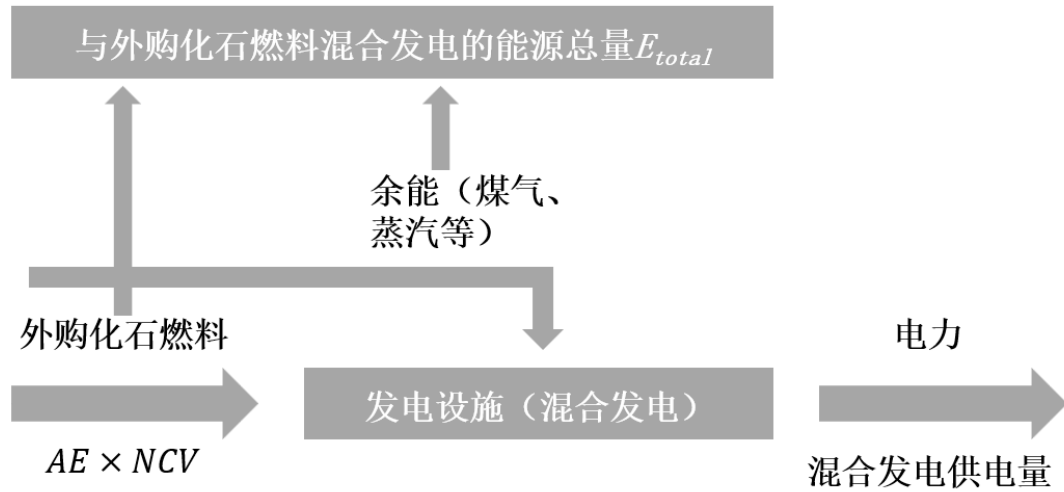 与外购化石燃料混合发电的能源总量E_total
余能（煤气、
蒸汽等）
外购化石燃料
电力
发电设施（混合发电）
AE × NCV
混合发电供电量